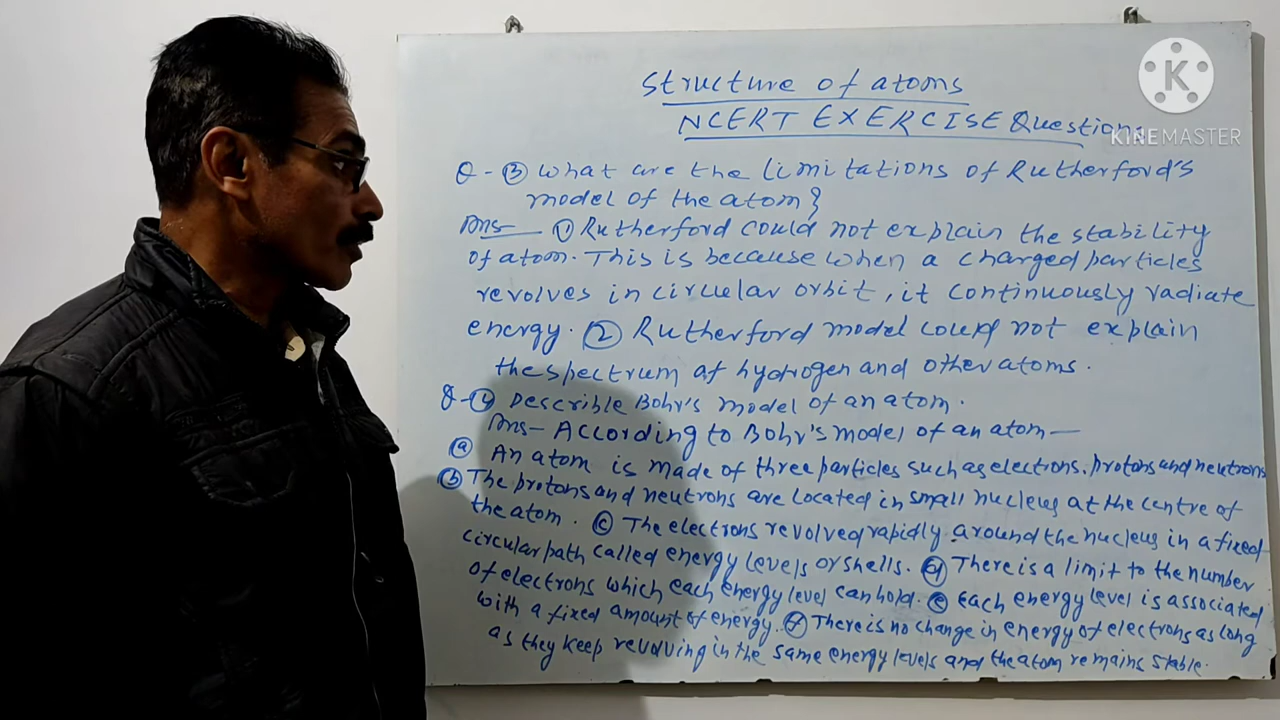 Structure of atoms
NCERT EXERCISE Questions
K
KINEMASTER
Q-③ What are the limitations of Rutherford's
model of the atom?
Ans— ① Rutherford could not explain the stability
of atom. This is because when a charged particles
revolves in circular orbit, it continuously radiate
energy. ② Rutherford model could not explain
the spectrum of hydrogen and other atoms.
Q-④ Describle Bohr's model of an atom.
Ans— According to Bohr's model of an atom—
ⓐ An atom is made of three particles such as electrons, protons and neutrons
ⓑ The protons and neutrons are located in small nucleus at the centre of
the atom. ⓒ The electrons revolved rapidly around the nucleus in a fixed
circular path called energy levels or shells. ⓓ There is a limit to the number
of electrons which each energy level can hold. ⓔ Each energy level is associated
with a fixed amount of energy. ⓕ There is no change in energy of electrons as long
as they keep revolving in the same energy levels and the atom remains stable.